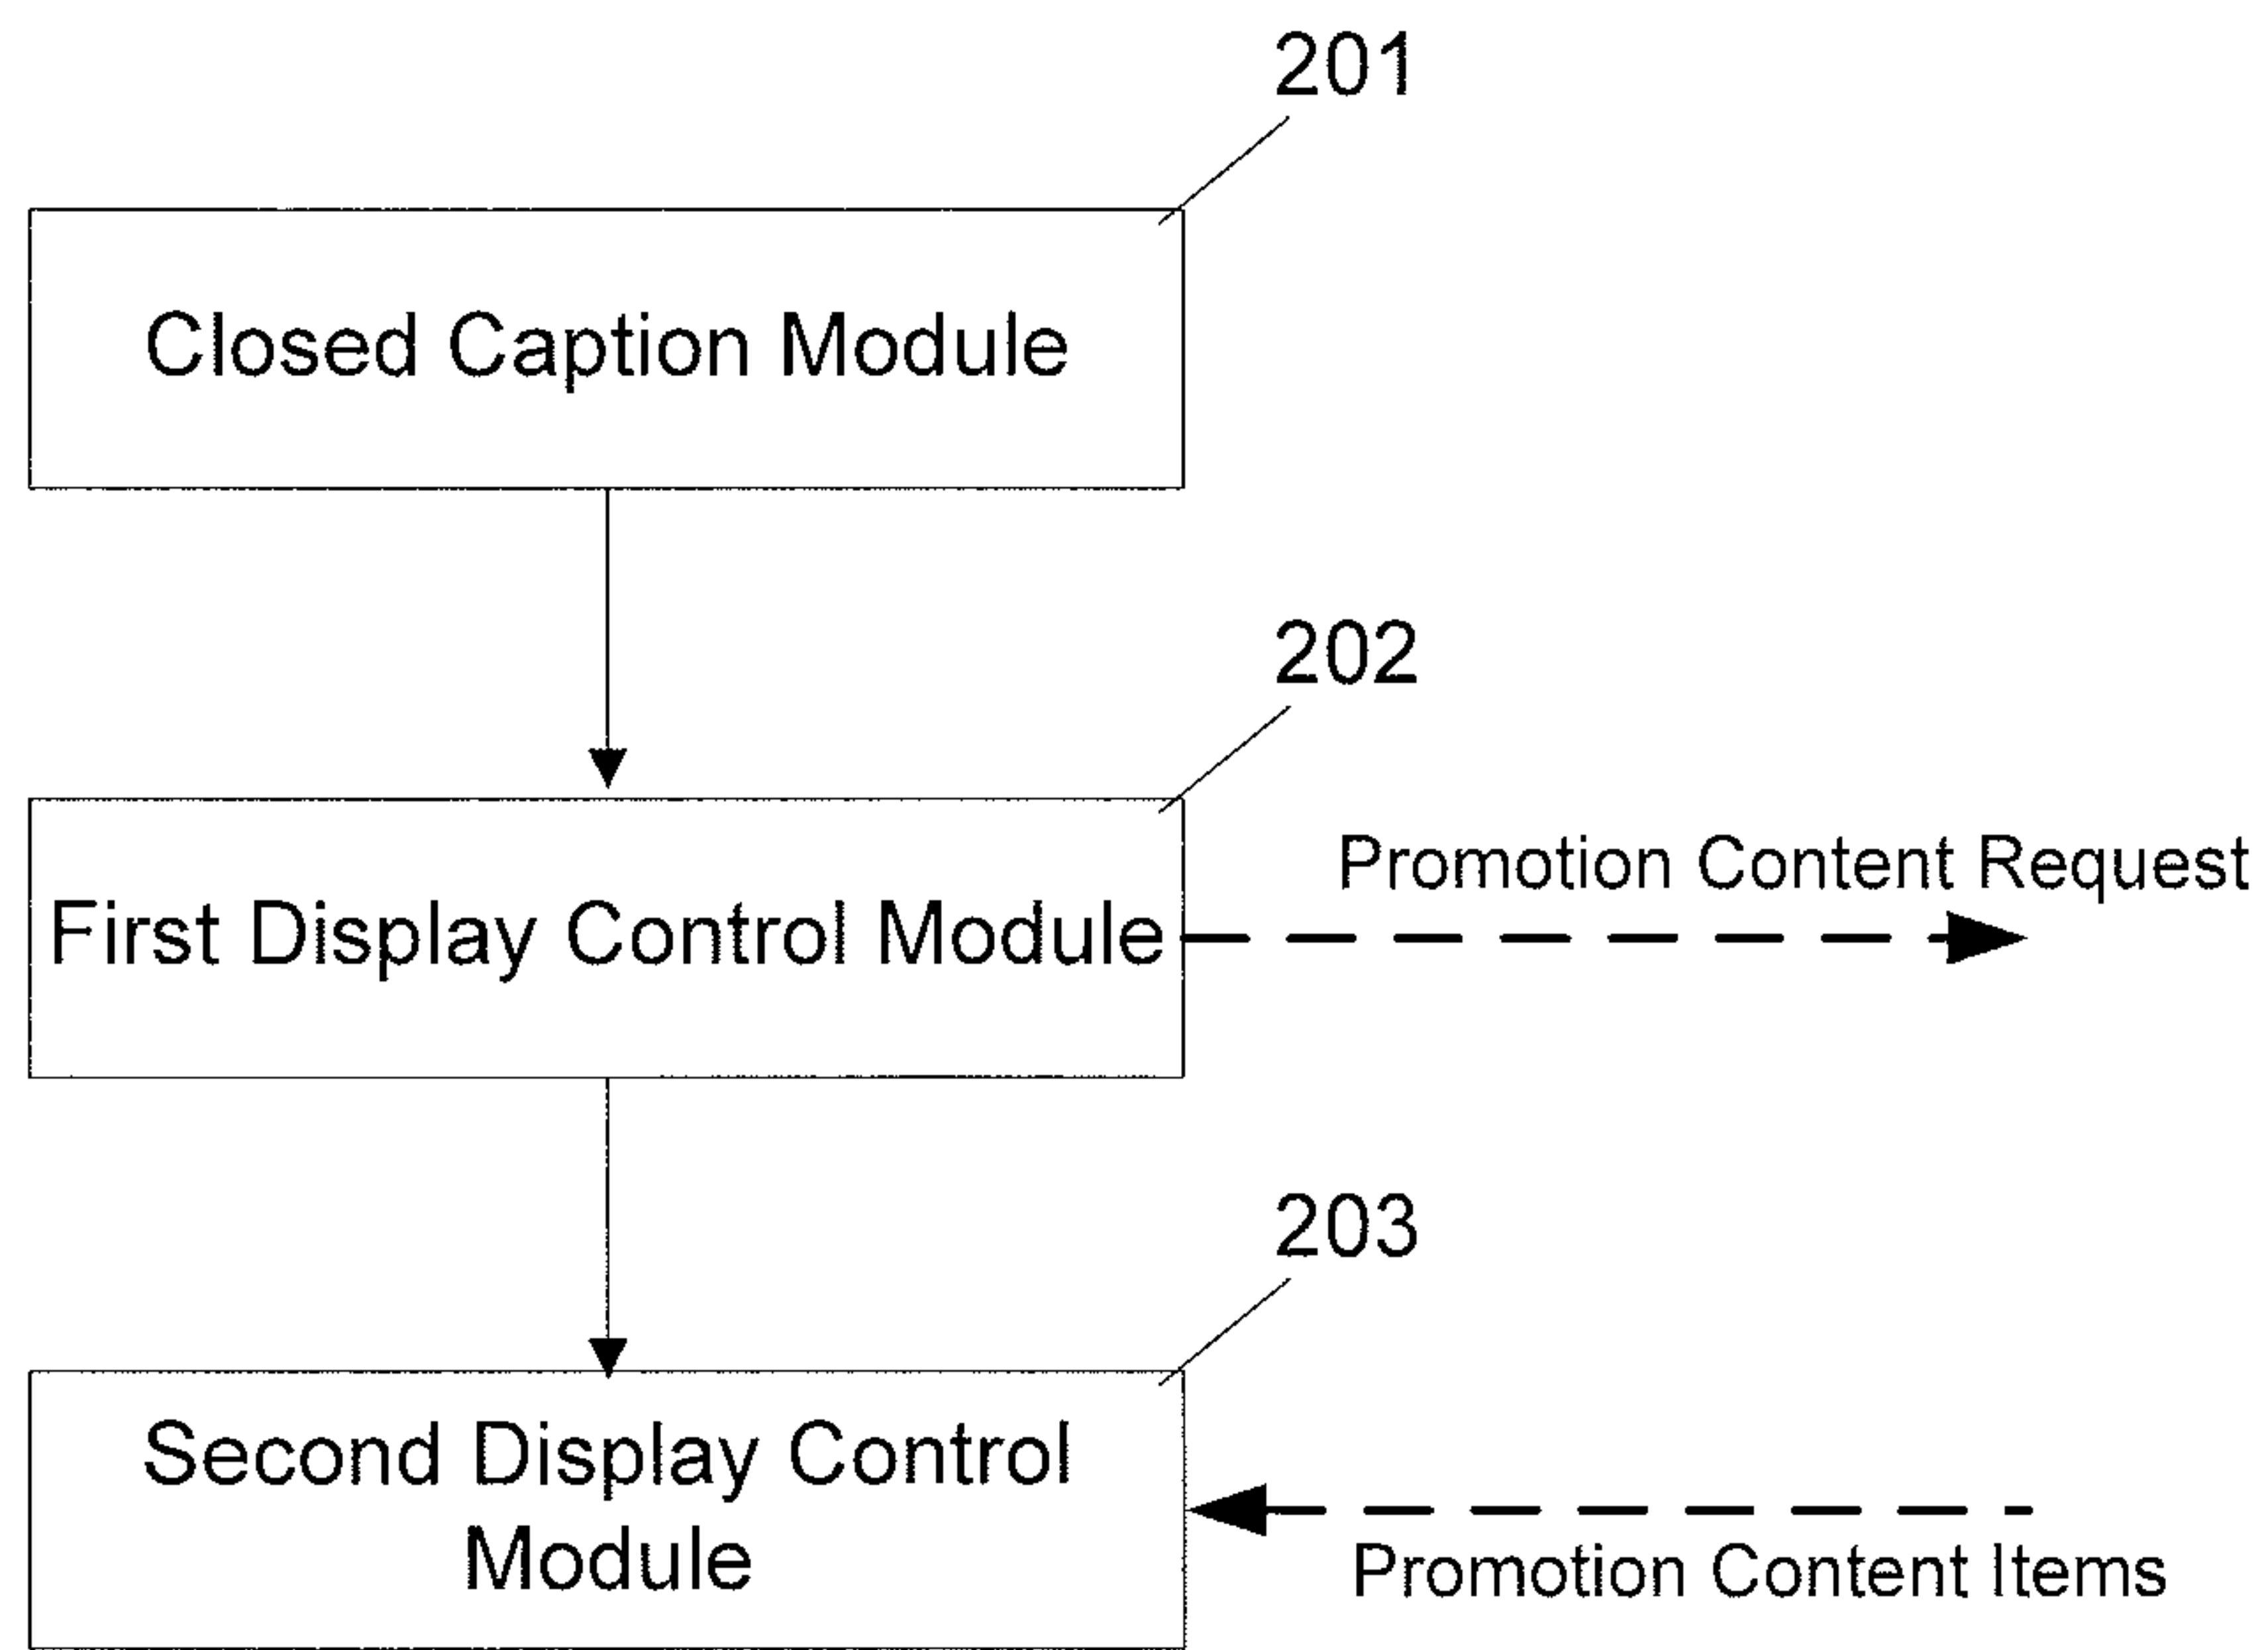 201
Closed Caption Module
202
Promotion Content Request
First Display Control Module
203
Second Display Control
Module
Promotion Content Items